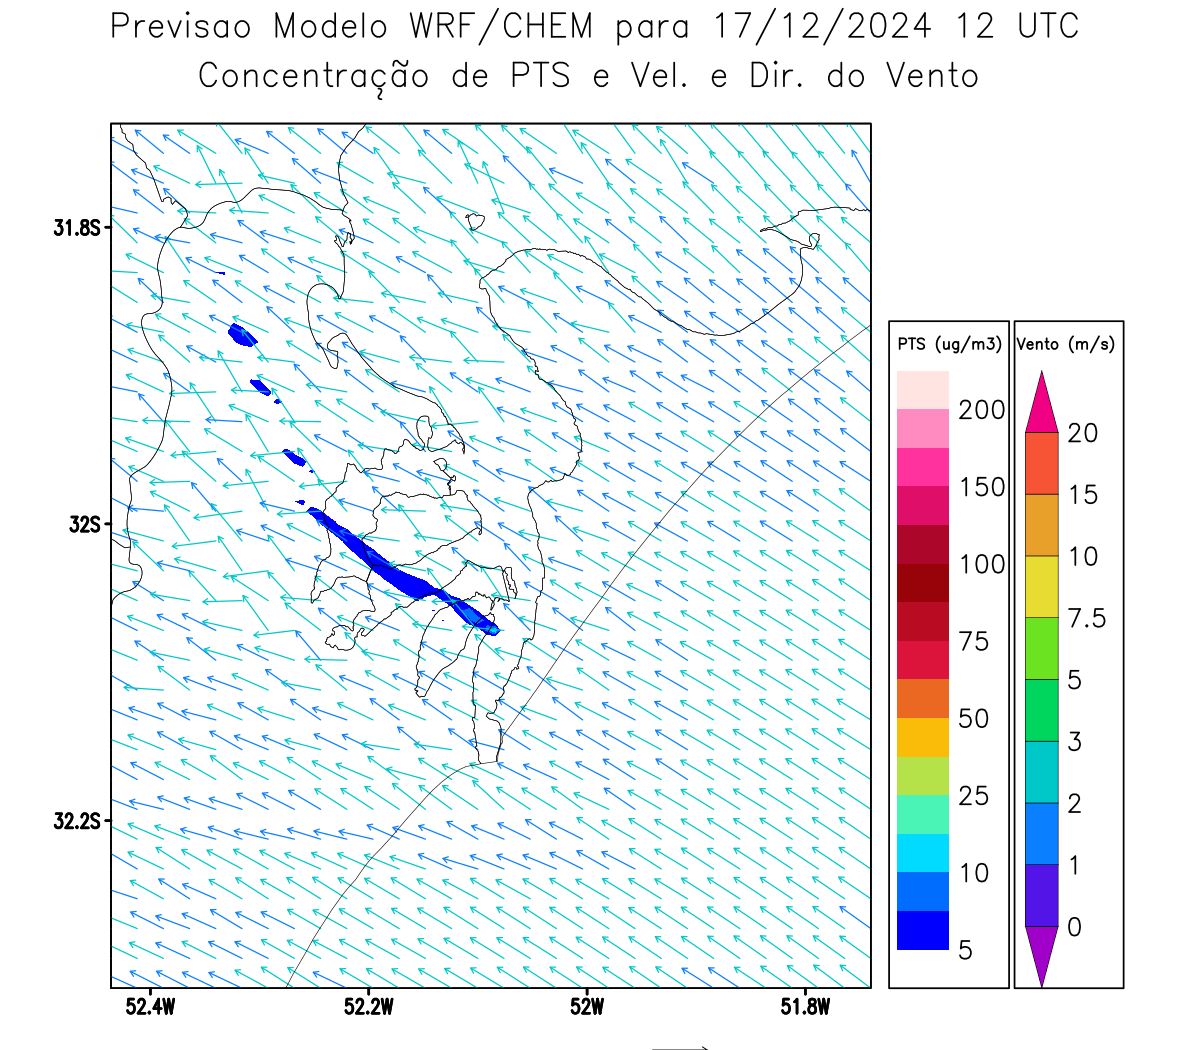 Previsao Modelo WRF/CHEM para 17/12/2024 12 UTC
Concentração de PTS e Vel. e Dir. do Vento
31.8S
32S
32.2S
52.4W 52.2W 52W 51.8W
PTS (ug/m3)
200
150
100
75
50
25
10
5
Vento (m/s)
20
15
10
7.5
5
3
2
1
0